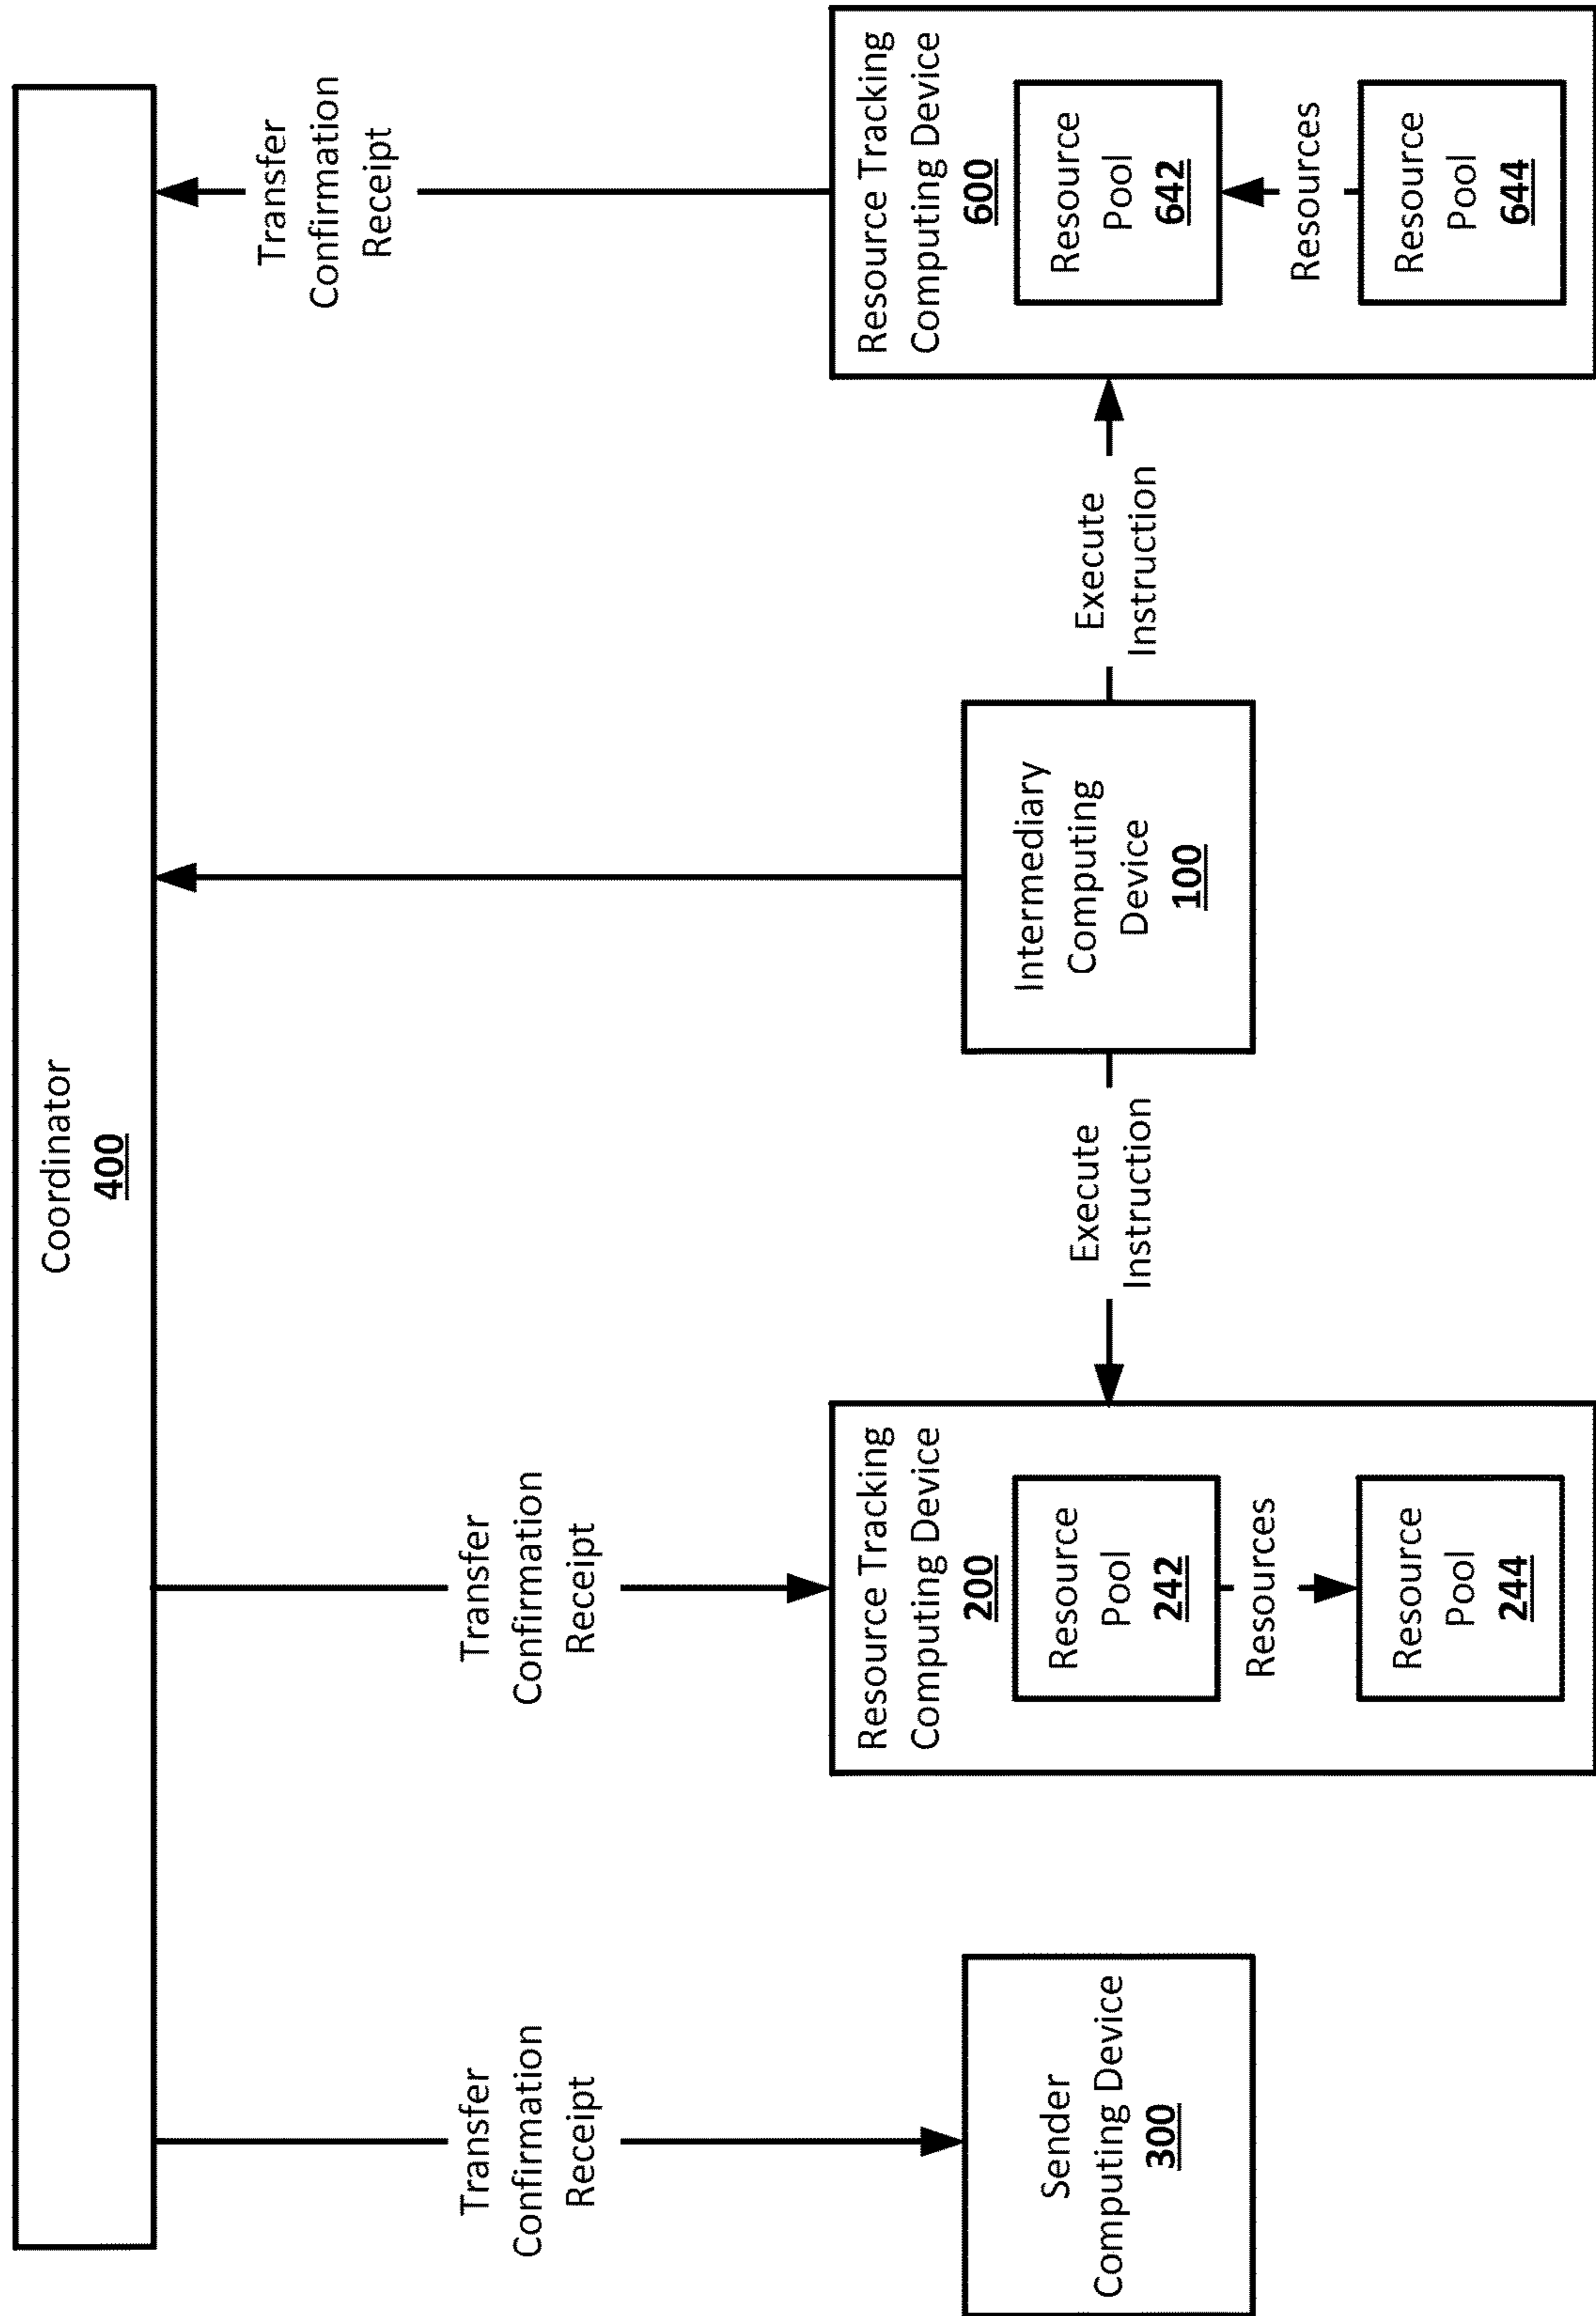 Coordinator
400
Transfer
Confirmation
Receipt
Transfer
Confirmation
Receipt
Transfer
Confirmation
Receipt
Sender
Computing Device
300
Resource Tracking
Computing Device
200
Resource
Pool
242
Resources
Resource
Pool
244
Execute
Instruction
Intermediary
Computing
Device
100
Execute
Instruction
Resource Tracking
Computing Device
600
Resource
Pool
642
Resources
Resource
Pool
644